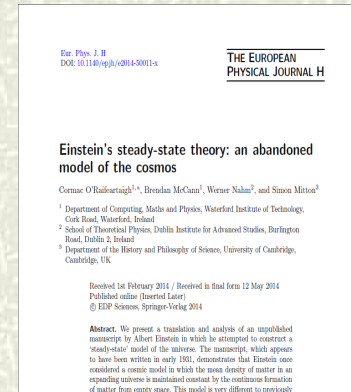 Eur. Phys. J. H
DOI: 10.1140/epjh/e2014-50011-x
THE EUROPEAN
PHYSICAL JOURNAL H
Einstein's steady-state theory: an abandoned
model of the cosmos
Cormac O'Raifeartaigh1,a, Brendan McCann1, Werner Nahm2, and Simon Mitton3
1 Department of Computing, Maths and Physics, Waterford Institute of Technology,
Cork Road, Waterford, Ireland
2 School of Theoretical Physics, Dublin Institute for Advanced Studies, Burlington
Road, Dublin 2, Ireland
3 Department of the History and Philosophy of Science, University of Cambridge,
Cambridge, UK
Received 1st February 2014 / Received in final form 12 May 2014
Published online (Inserted Later)
© EDP Sciences, Springer-Verlag 2014
Abstract. We present a translation and analysis of an unpublished
manuscript by Albert Einstein in which he attempted to construct a
'steady-state' model of the universe. The manuscript, which appears
to have been written in early 1931, demonstrates that Einstein once
considered a cosmic model in which the mean density of matter in an
expanding universe is maintained constant by the continuous formation
of matter from empty space. This model is very different to previously